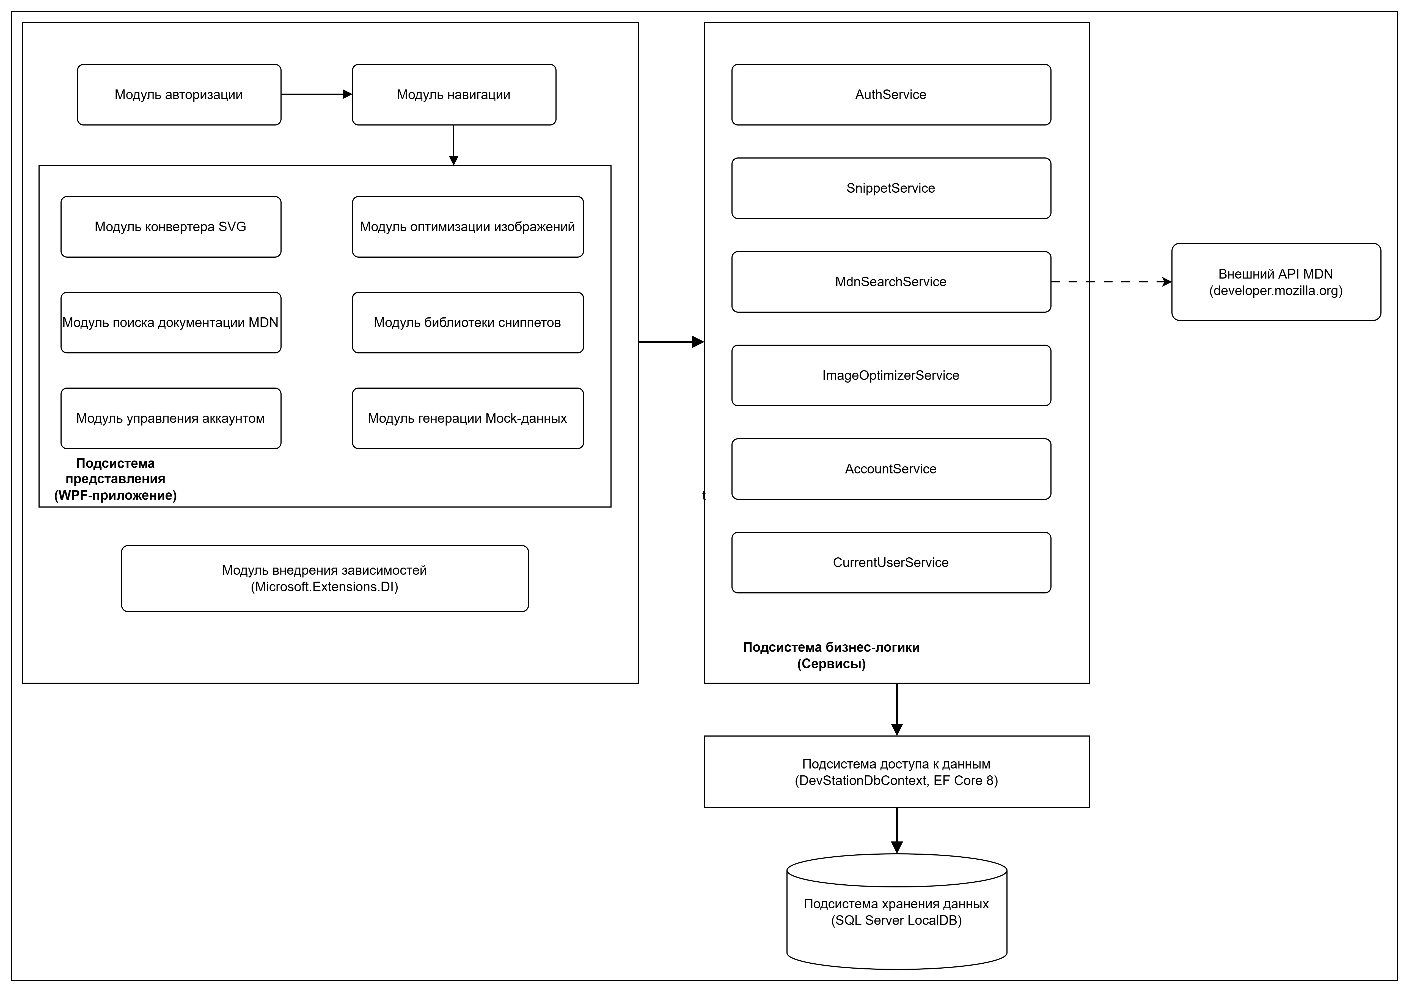 Модуль авторизации
Модуль навигации
Модуль конвертера SVG
Модуль оптимизации изображений
Модуль поиска документации MDN
Модуль библиотеки сниппетов
Модуль управления аккаунтом
Модуль генерации Mock-данных
Подсистема
представления
(WPF-приложение)
Модуль внедрения зависимостей
(Microsoft.Extensions.DI)
AuthService
SnippetService
MdnSearchService
ImageOptimizerService
AccountService
t
CurrentUserService
Подсистема бизнес-логики
(Сервисы)
Внешний API MDN
(developer.mozilla.org)
Подсистема доступа к данным
(DevStationDbContext, EF Core 8)
Подсистема хранения данных
(SQL Server LocalDB)